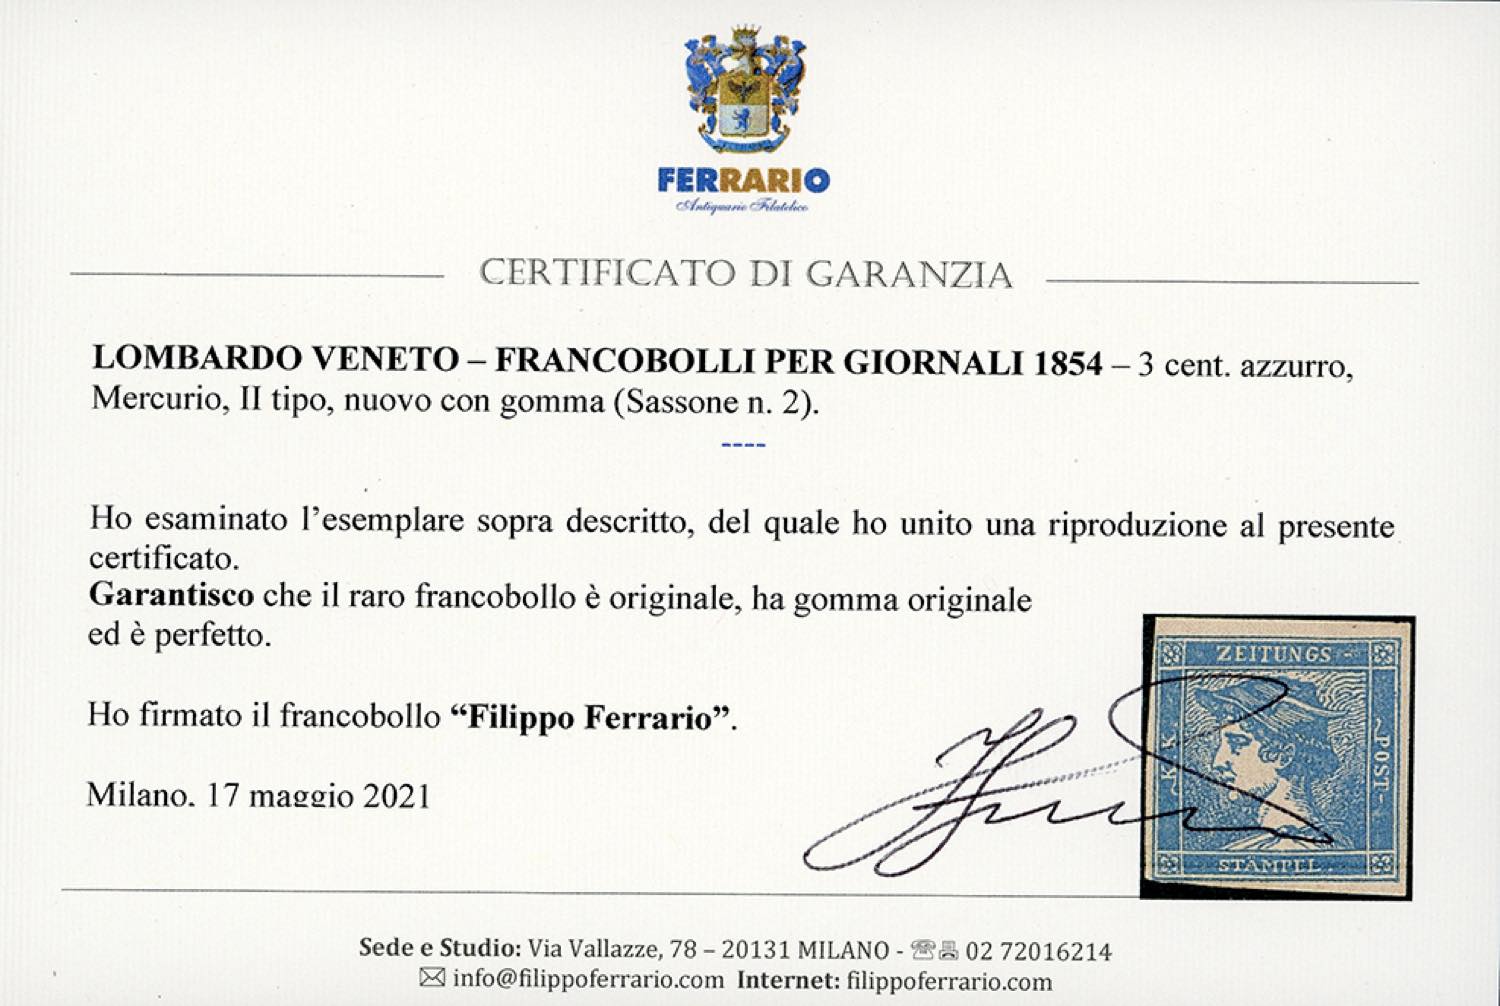 FERRARIO
Antiquario Filatelico
CERTIFICATO DI GARANZIA
LOMBARDO VENETO – FRANCOBOLLI PER GIORNALI 1854 – 3 cent. azzurro,
Mercurio, II tipo, nuovo con gomma (Sassone n. 2).
----
Ho esaminato l’esemplare sopra descritto, del quale ho unito una riproduzione al presente
certificato.
Garantisco che il raro francobollo è originale, ha gomma originale
ed è perfetto.
ZEITUNGS
K.K.
POST-
STÄMPEL
Ho firmato il francobollo “Filippo Ferrario”.
Milano. 17 maggio 2021
Sede e Studio: Via Vallazze, 78 – 20131 MILANO - ☎🖷 02 72016214
✉ info@filippoferrario.com Internet: filippoferrario.com